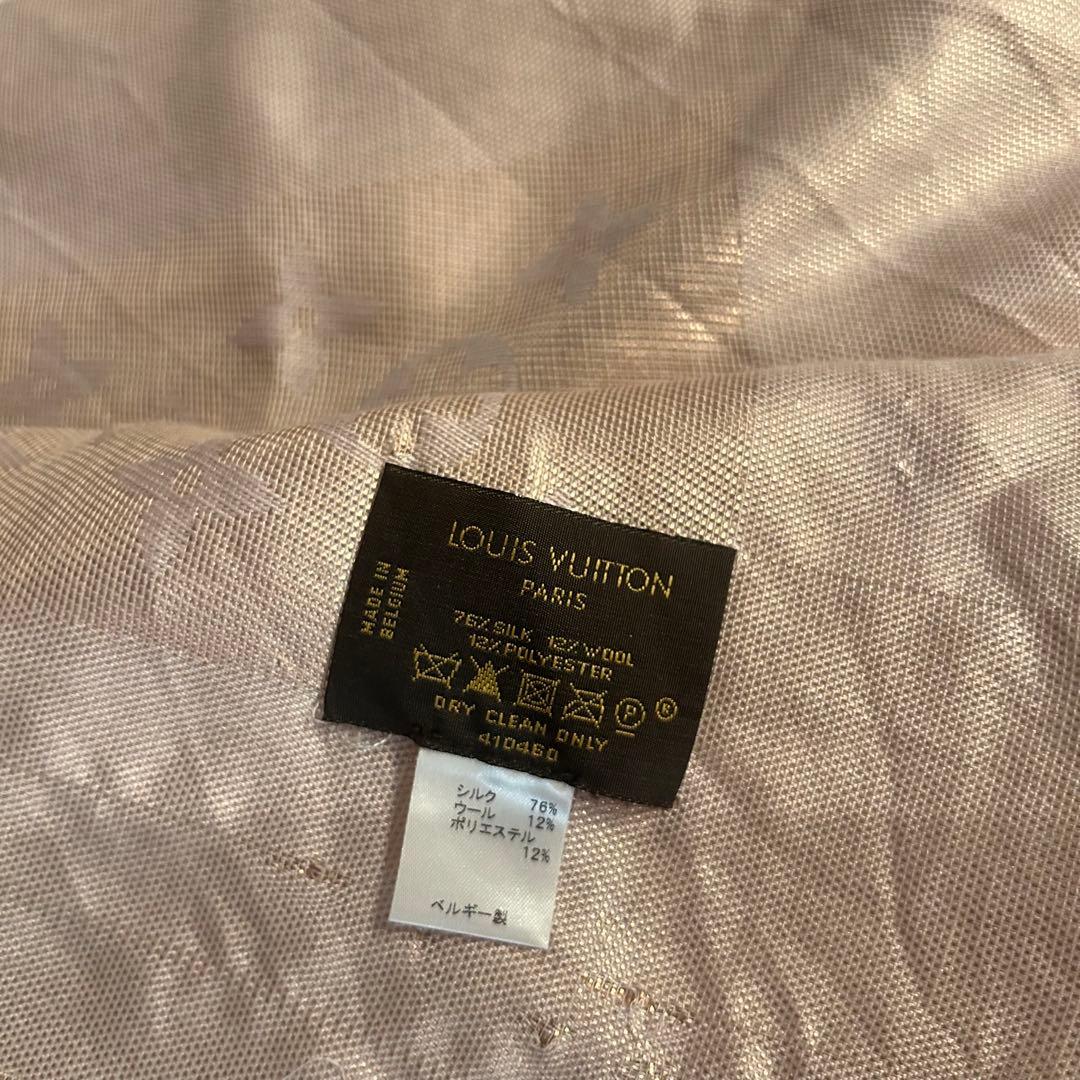 LOUIS VUITTON
PARIS
MADE IN
BELGIUM
76% SILK 12% WOOL
12% POLYESTER
P ®
DRY CLEAN ONLY
410460
シルク 76%
ウール 12%
ポリエステル
12%
ベルギー製